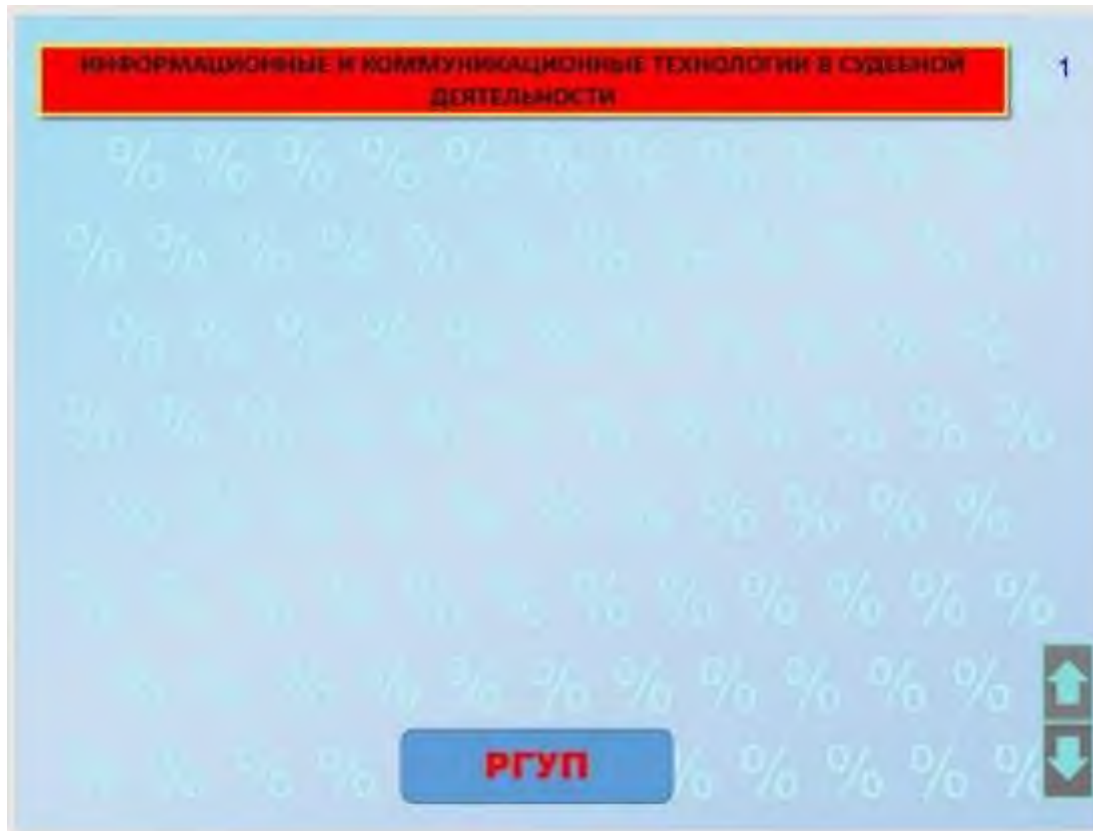 ИНФОРМАЦИОННЫЕ И КОММУНИКАЦИОННЫЕ ТЕХНОЛОГИИ В СУДЕБНОЙ
ДЕЯТЕЛЬНОСТИ
1
% % % % % % % % % % %
% % % % % % % % % % % %
% % % % % % % % % % %
% % % % % % % % % % % %
% % % % % % % % % % %
% % % % % % % % % % % %
% % % % % % % % % % %
% % % % РГУП % % % % %